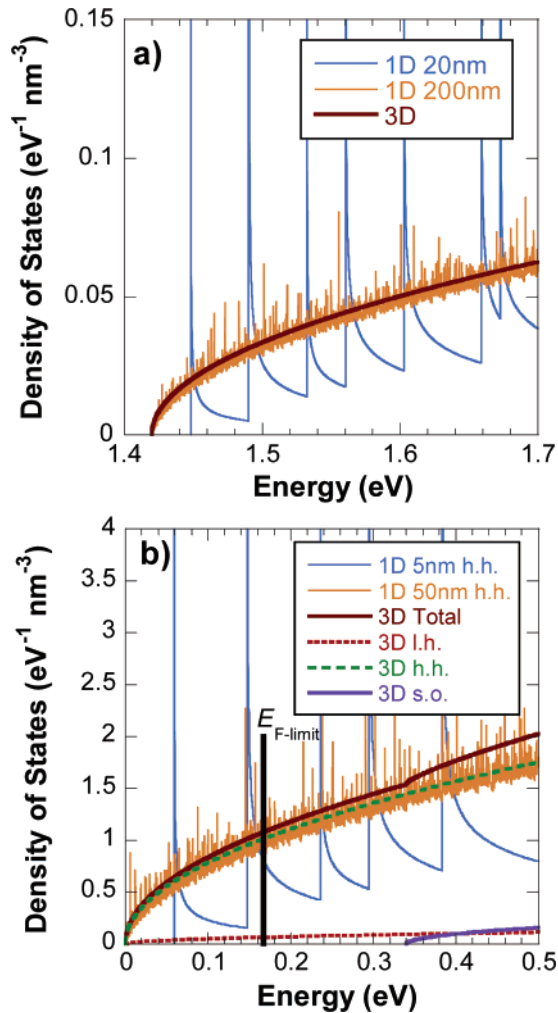 0.15
a)
1D 20nm
1D 200nm
3D
0.1
0.05
0
Density of States (eV⁻¹ nm⁻³)
1.4
1.5
1.6
1.7
Energy (eV)
4
b)
1D 5nm h.h.
1D 50nm h.h.
3D Total
3D l.h.
3D h.h.
3D s.o.
3.5
3
2.5
2
1.5
1
0.5
0
E F-limit
Density of States (eV⁻¹ nm⁻³)
0
0.1
0.2
0.3
0.4
0.5
Energy (eV)